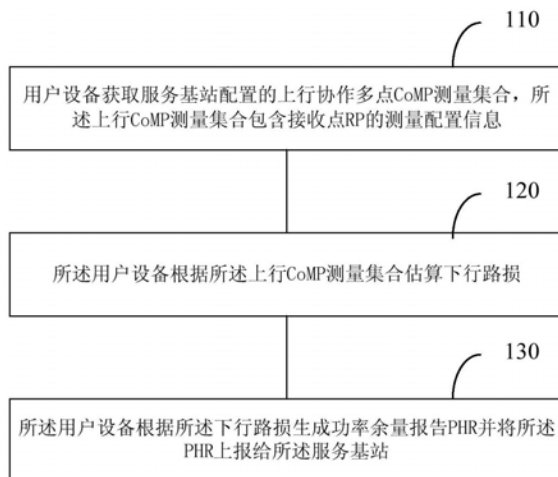 110
用户设备获取服务基站配置的上行协作多点CoMP测量集合，所
述上行CoMP测量集合包含接收点RP的测量配置信息
120
所述用户设备根据所述上行CoMP测量集合估算下行路损
130
所述用户设备根据所述下行路损生成功率余量报告PHR并将所述
PHR上报给所述服务基站